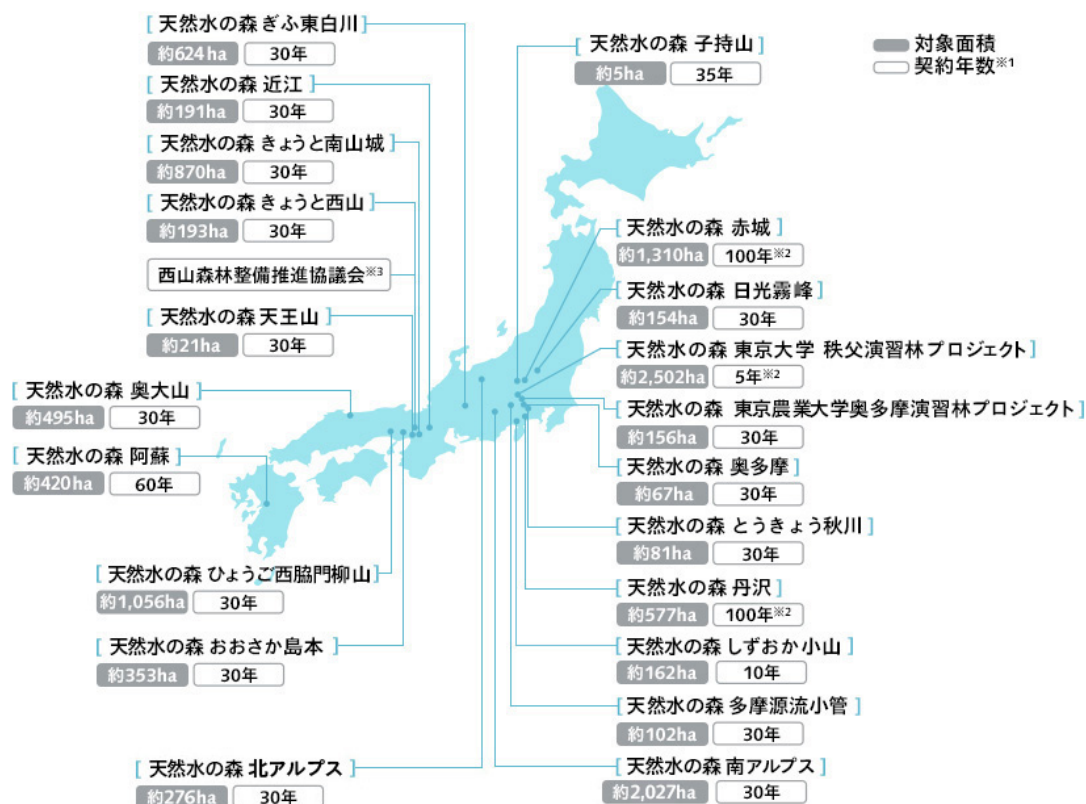 [ 天然水の森 ぎふ東白川 ]
約624ha 30年
[ 天然水の森 近江 ]
約191ha 30年
[ 天然水の森 きょうと南山城 ]
約870ha 30年
[ 天然水の森 きょうと西山 ]
約193ha 30年
西山森林整備推進協議会※3
[ 天然水の森 天王山 ]
約21ha 30年
[ 天然水の森 奥大山 ]
約495ha 30年
[ 天然水の森 阿蘇 ]
約420ha 60年
[ 天然水の森 ひょうご西脇門柳山 ]
約1,056ha 30年
[ 天然水の森 おおさか島本 ]
約353ha 30年
[ 天然水の森 北アルプス ]
約276ha 30年
[ 天然水の森 子持山 ]
約5ha 35年
対象面積
契約年数※1
[ 天然水の森 赤城 ]
約1,310ha 100年※2
[ 天然水の森 日光霧峰 ]
約154ha 30年
[ 天然水の森 東京大学 秩父演習林プロジェクト ]
約2,502ha 5年※2
[ 天然水の森 東京農業大学奥多摩演習林プロジェクト ]
約156ha 30年
[ 天然水の森 奥多摩 ]
約67ha 30年
[ 天然水の森 とうきょう秋川 ]
約81ha 30年
[ 天然水の森 丹沢 ]
約577ha 100年※2
[ 天然水の森 しずおか小山 ]
約162ha 10年
[ 天然水の森 多摩源流小菅 ]
約102ha 30年
[ 天然水の森 南アルプス ]
約2,027ha 30年